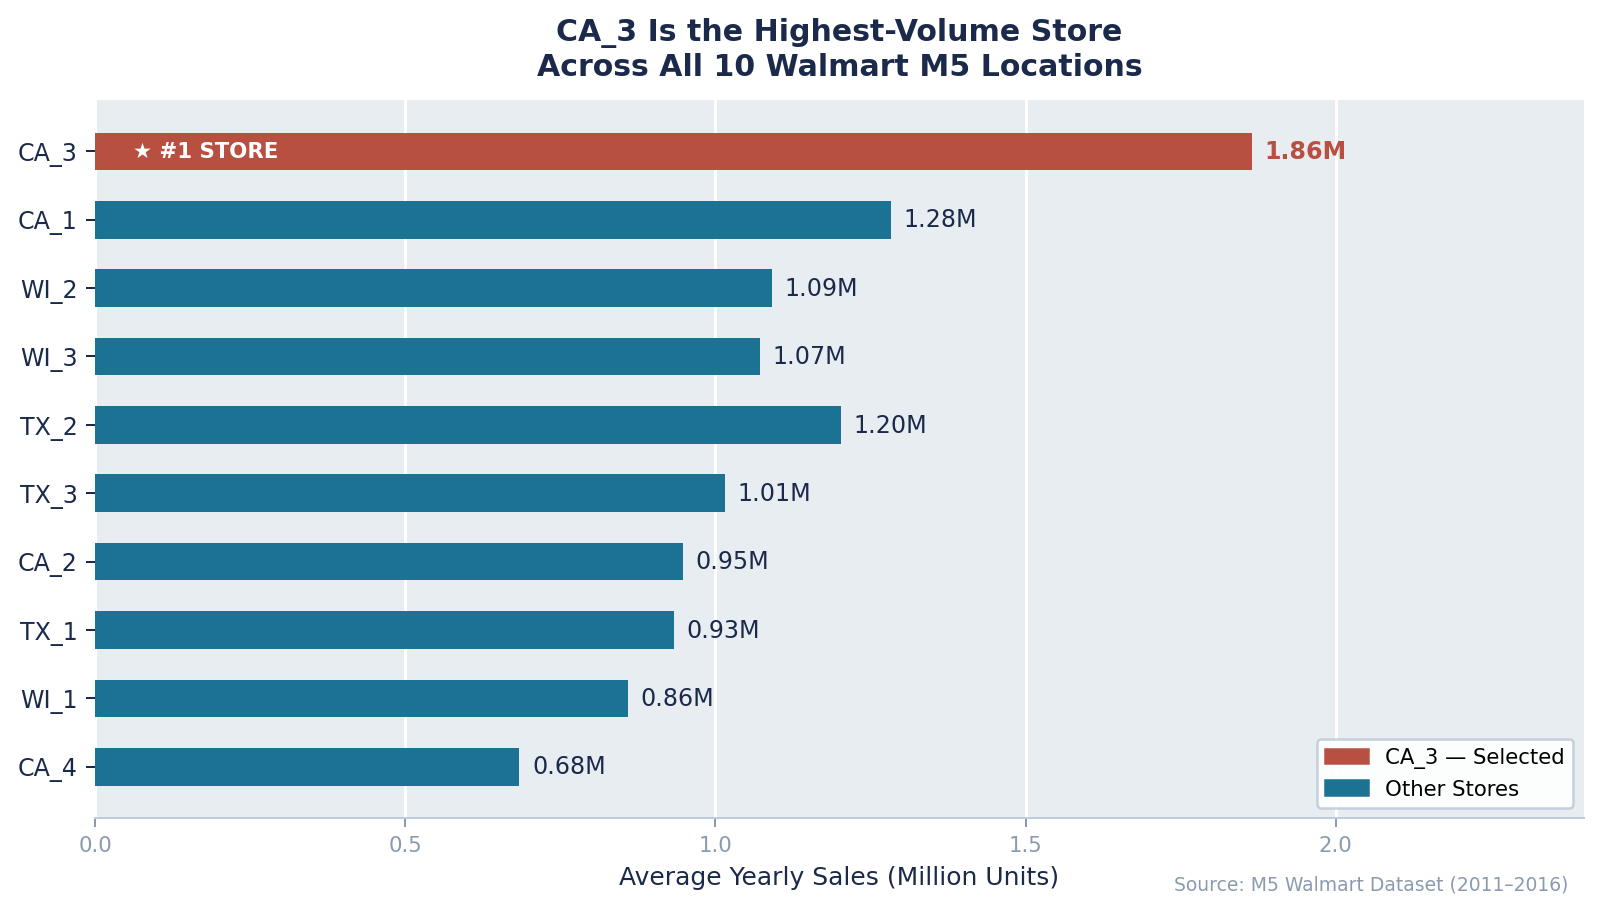 CA_3 Is the Highest-Volume Store
Across All 10 Walmart M5 Locations
CA_3
★ #1 STORE
1.86M
CA_1
1.28M
WI_2
1.09M
WI_3
1.07M
TX_2
1.20M
TX_3
1.01M
CA_2
0.95M
TX_1
0.93M
WI_1
0.86M
CA_4
0.68M
CA_3 — Selected
Other Stores
0.0 0.5 1.0 1.5 2.0
Average Yearly Sales (Million Units)
Source: M5 Walmart Dataset (2011–2016)